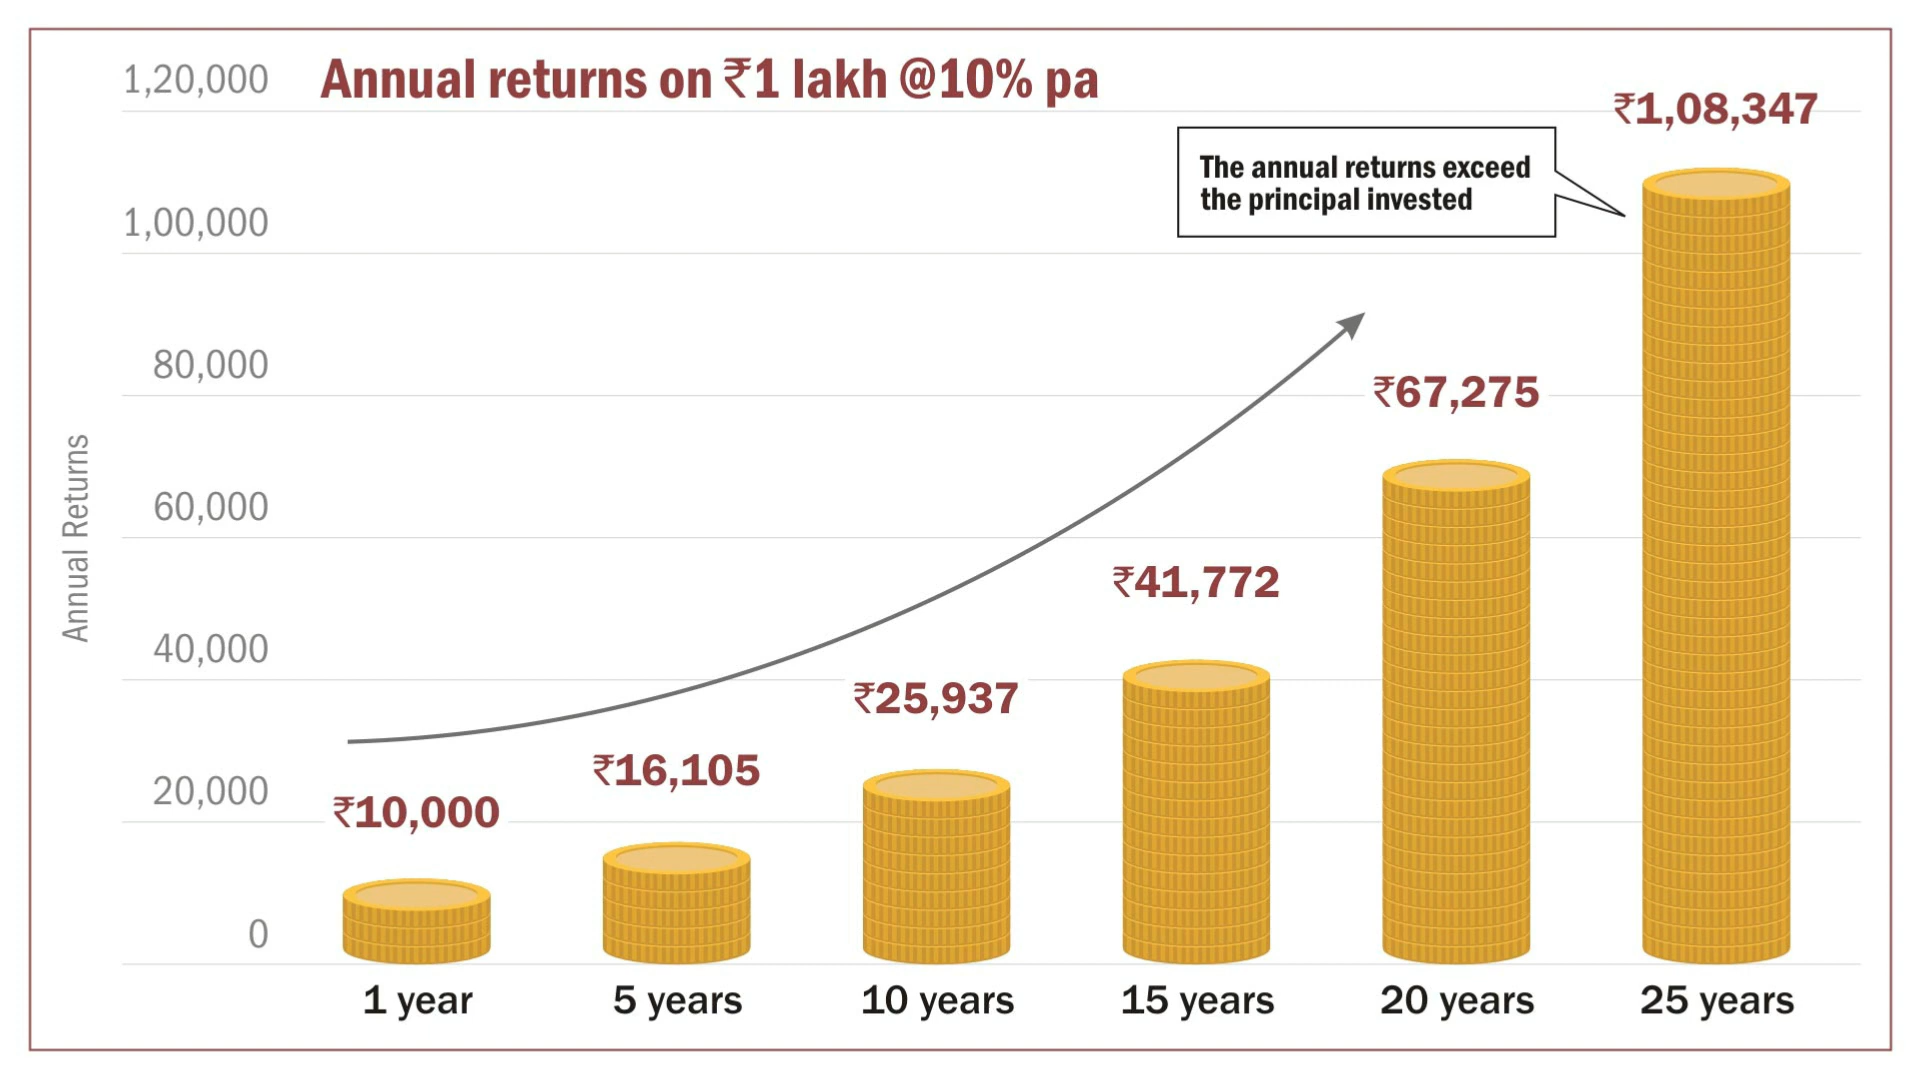 Annual returns on ₹1 lakh @10% pa
1,20,000
1,00,000
80,000
60,000
40,000
20,000
0
Annual Returns
₹10,000
₹16,105
₹25,937
₹41,772
₹67,275
₹1,08,347
The annual returns exceed
the principal invested
1 year
5 years
10 years
15 years
20 years
25 years